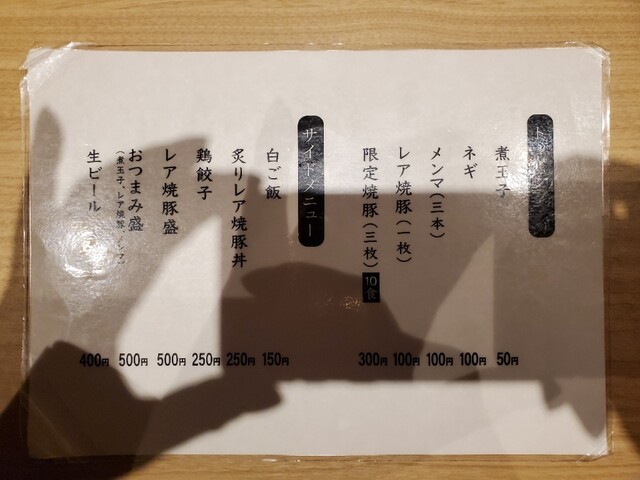 煮玉子 50円
ネギ 100円
メンマ(三本) 100円
レア焼豚(一枚) 100円
限定焼豚(三枚) 10食 300円
サイドメニュー
白ご飯 150円
炙りレア焼豚丼 250円
鶏餃子 250円
レア焼豚盛 500円
おつまみ盛 500円
(煮玉子、レア焼豚、メンマ)
生ビール 400円